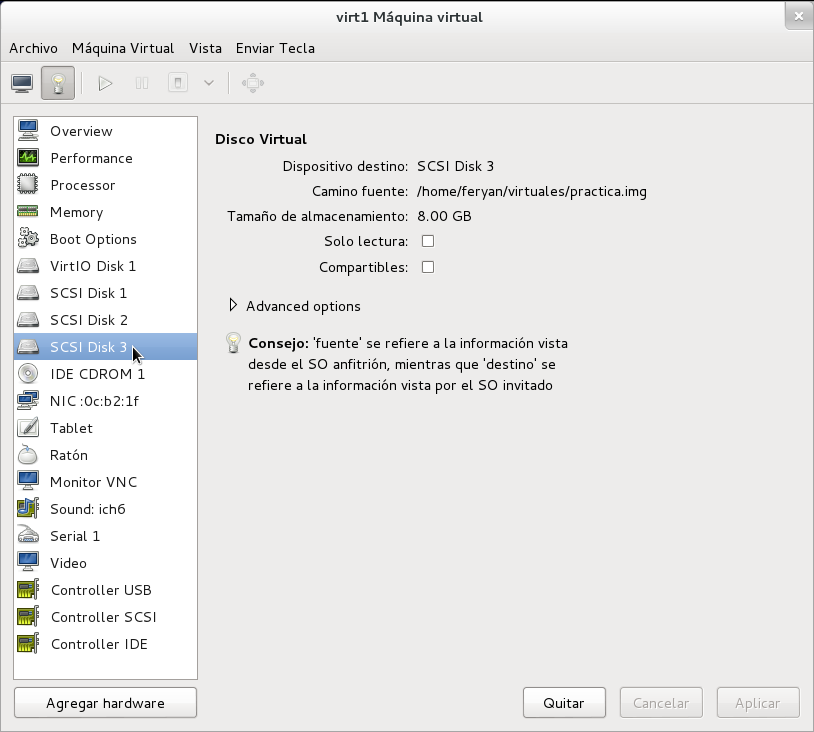 virt1 Máquina virtual
Archivo Máquina Virtual Vista Enviar Tecla
Overview
Performance
Processor
Memory
Boot Options
VirtIO Disk 1
SCSI Disk 1
SCSI Disk 2
SCSI Disk 3
IDE CDROM 1
NIC :0c:b2:1f
Tablet
Ratón
Monitor VNC
Sound: ich6
Serial 1
Video
Controller USB
Controller SCSI
Controller IDE
Agregar hardware
Disco Virtual
Dispositivo destino: SCSI Disk 3
Camino fuente: /home/feryan/virtuales/practica.img
Tamaño de almacenamiento: 8.00 GB
Solo lectura:
Compartibles:
Advanced options
Consejo: 'fuente' se refiere a la información vista
desde el SO anfitrión, mientras que 'destino' se
refiere a la información vista por el SO invitado
Quitar Cancelar Aplicar